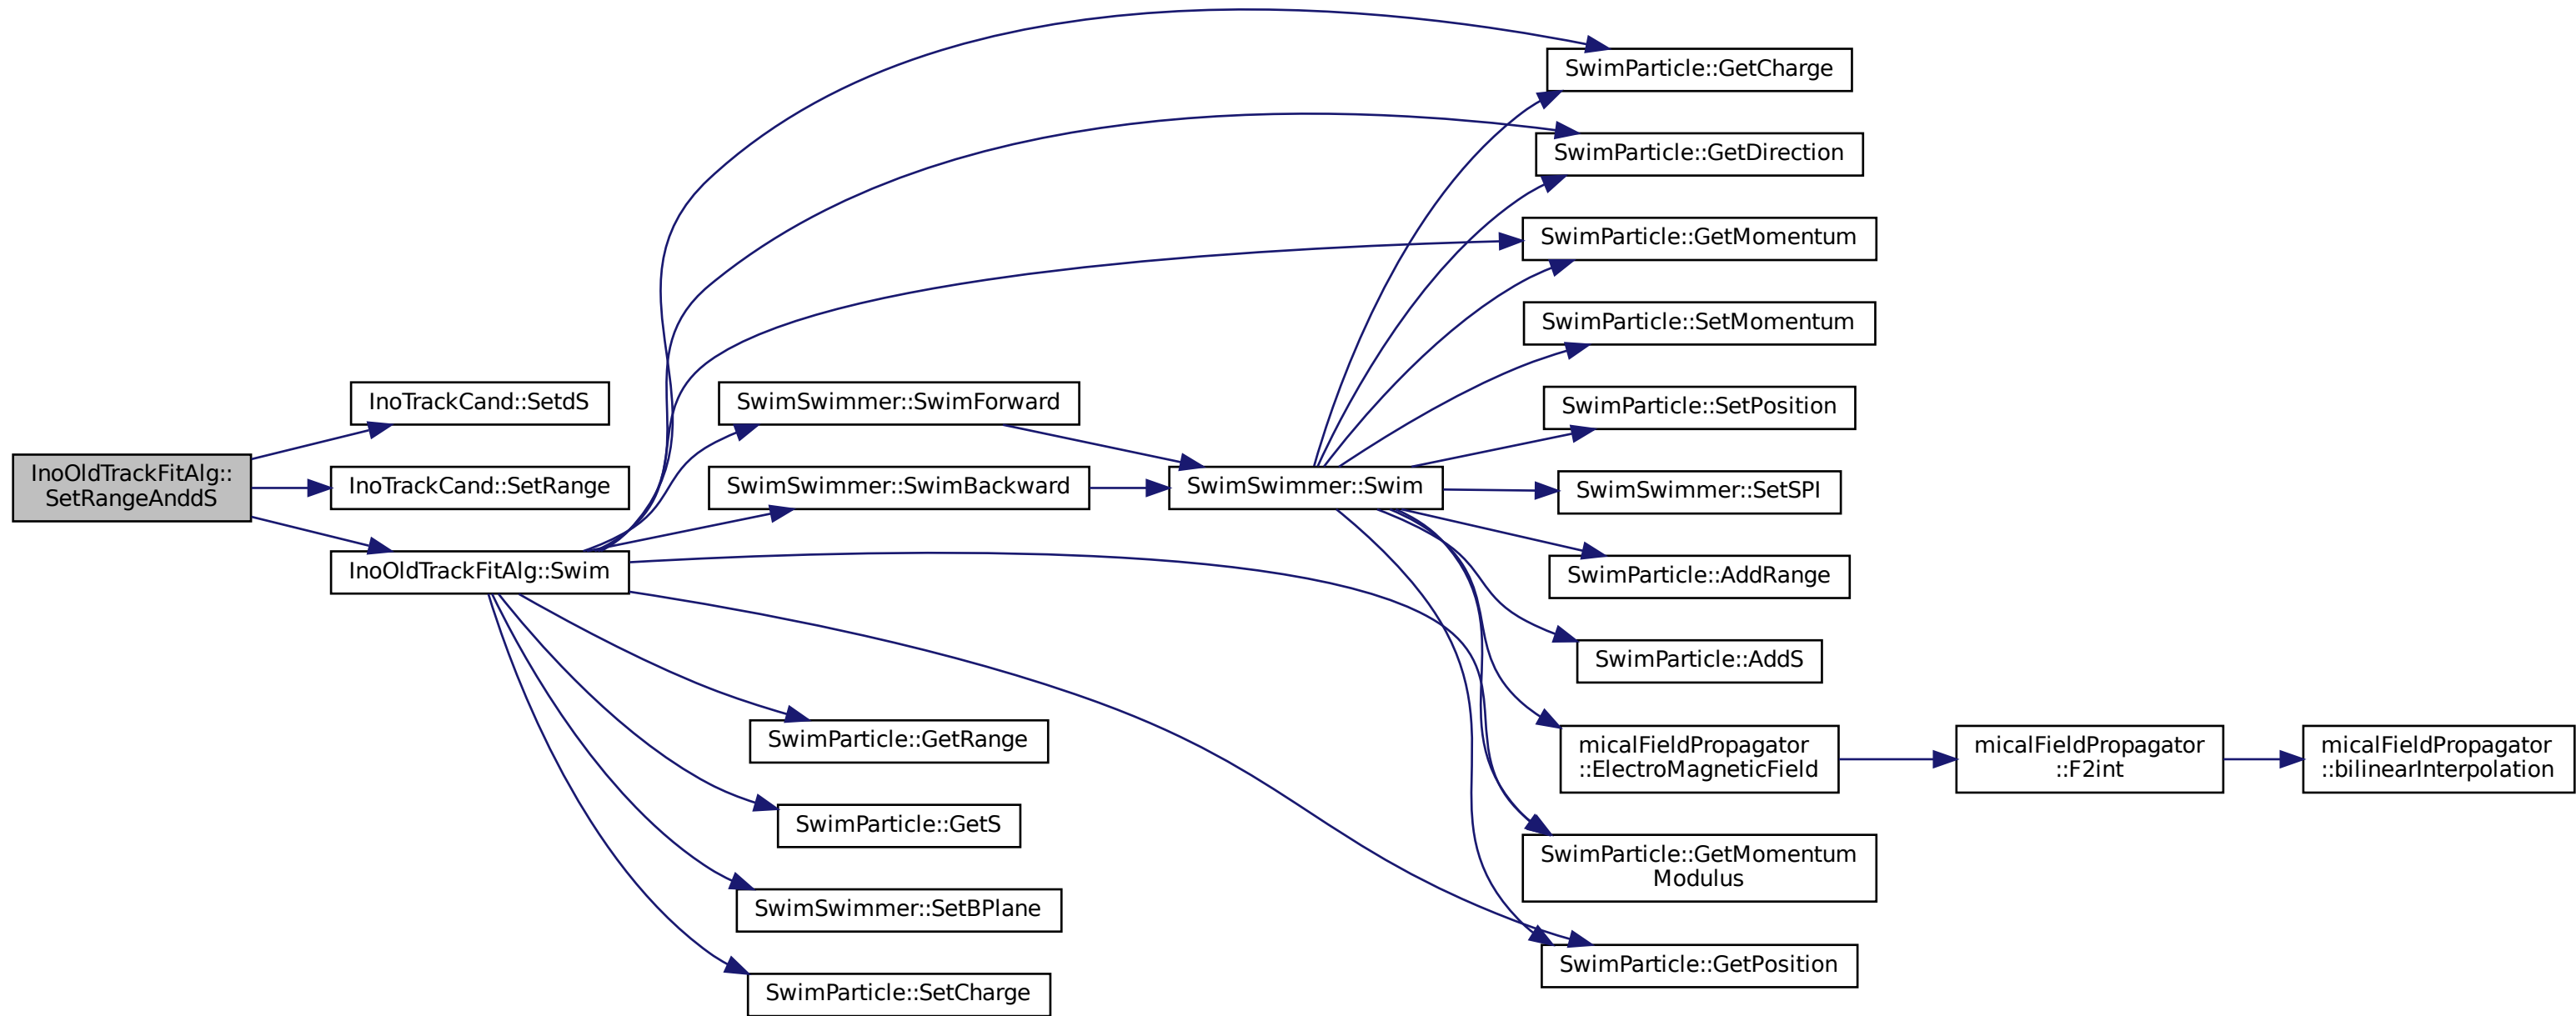 InoOldTrackFitAlg::
SetRangeAnddS
InoTrackCand::SetdS
InoTrackCand::SetRange
InoOldTrackFitAlg::Swim
SwimSwimmer::SwimForward
SwimSwimmer::SwimBackward
SwimParticle::GetRange
SwimParticle::GetS
SwimSwimmer::SetBPlane
SwimParticle::SetCharge
SwimSwimmer::Swim
SwimParticle::GetCharge
SwimParticle::GetDirection
SwimParticle::GetMomentum
SwimParticle::SetMomentum
SwimParticle::SetPosition
SwimSwimmer::SetSPI
SwimParticle::AddRange
SwimParticle::AddS
micalFieldPropagator
::ElectroMagneticField
SwimParticle::GetMomentum
Modulus
SwimParticle::GetPosition
micalFieldPropagator
::F2int
micalFieldPropagator
::bilinearInterpolation